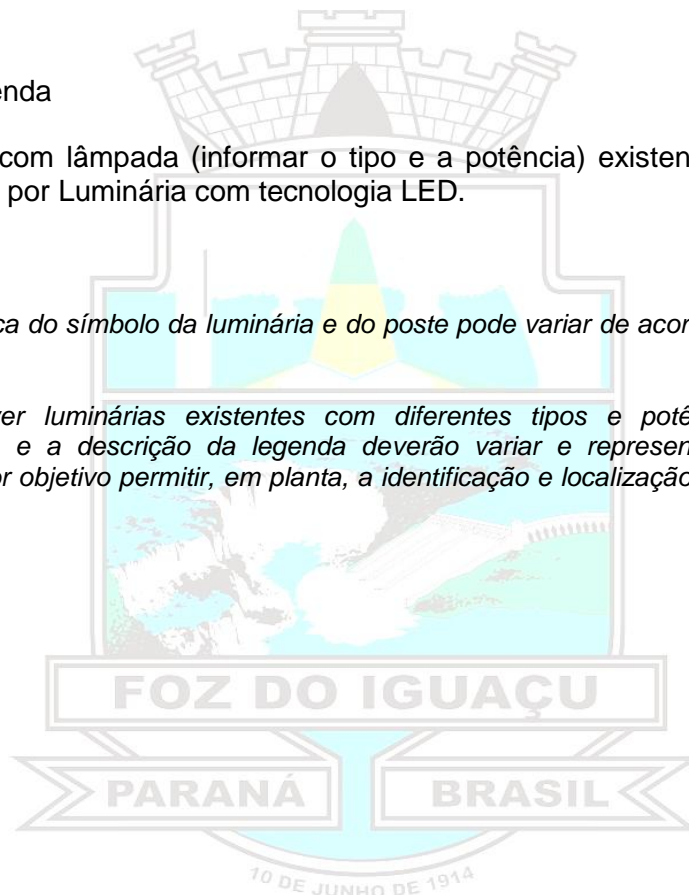 enda
com lâmpada (informar o tipo e a potência) existen
por Luminária com tecnologia LED.
ca do símbolo da luminária e do poste pode variar de acor
ver luminárias existentes com diferentes tipos e potê
e a descrição da legenda deverão variar e represen
or objetivo permitir, em planta, a identificação e localização
FOZ DO IGUAÇU
PARANÁ BRASIL
10 DE JUNHO DE 1914